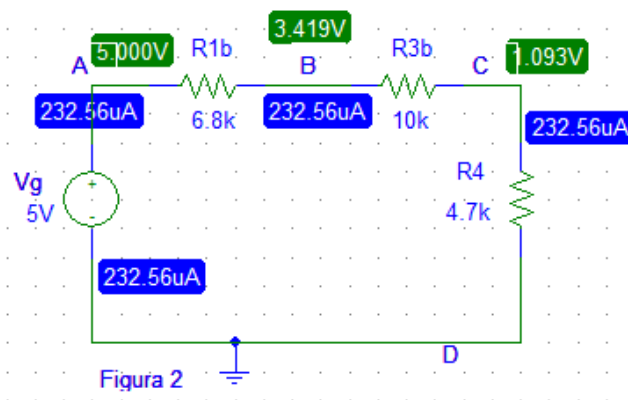 3.419V
5.000V R1b R3b 1.093V
A B C
232.56uA 6.8k 232.56uA 10k 232.56uA
Vg + R4
5V - 4.7k
232.56uA
D
Figura 2